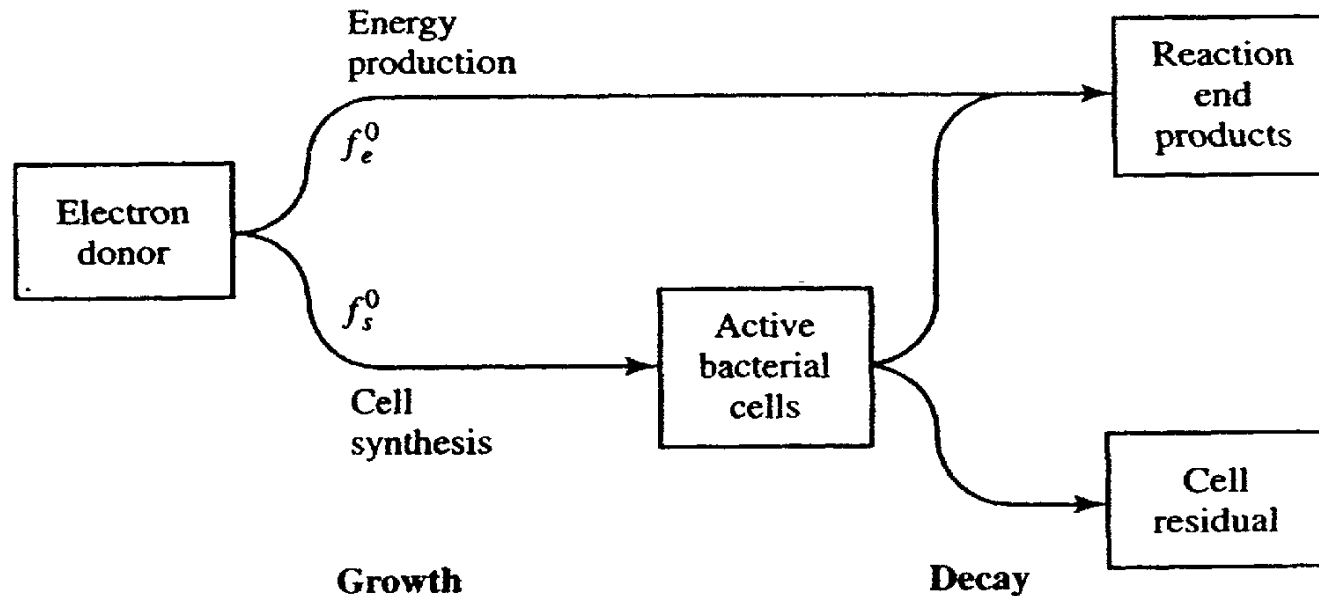 Energy
production
f_e^0
Electron
donor
f_s^0
Cell
synthesis
Active
bacterial
cells
Reaction
end
products
Cell
residual
Growth
Decay